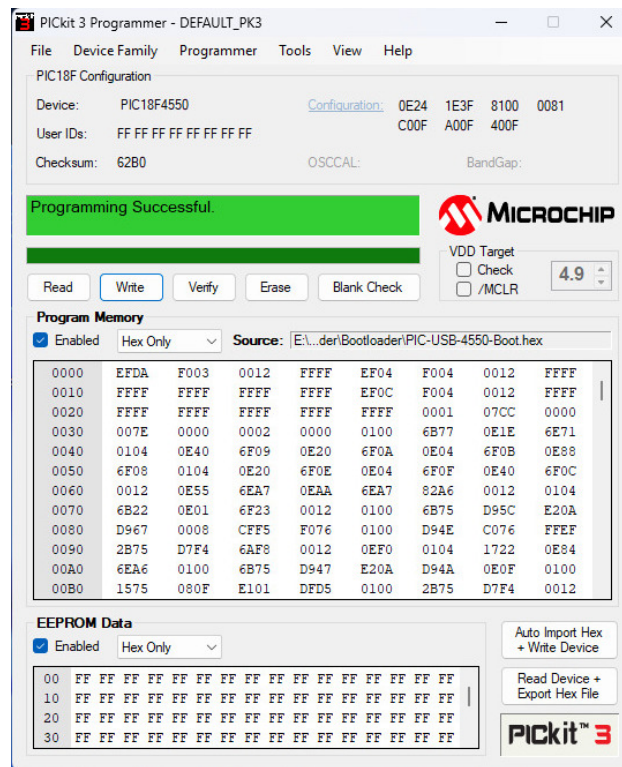 PICkit 3 Programmer - DEFAULT_PK3
File Device Family Programmer Tools View Help
PIC18F Configuration
Device: PIC18F4550 Configuration: 0E24 1E3F 8100 0081
User IDs: FF FF FF FF FF FF FF FF C00F A00F 400F
Checksum: 62B0 OSCCAL: BandGap:
Programming Successful.
MICROCHIP
VDD Target
Check
/MCLR
4.9
Read Write Verify Erase Blank Check
Program Memory
Enabled Hex Only Source: E:\...der\Bootloader\PIC-USB-4550-Boot.hex
0000 EFDA F003 0012 FFFF EF04 F004 0012 FFFF
0010 FFFF FFFF FFFF FFFF EF0C F004 0012 FFFF
0020 FFFF FFFF FFFF FFFF FFFF 0001 07CC 0000
0030 007E 0000 0002 0000 0100 6B77 0E1E 6E71
0040 0104 0E40 6F09 0E20 6F0A 0E04 6F0B 0E88
0050 6F08 0104 0E20 6F0E 0E04 6F0F 0E40 6F0C
0060 0012 0E55 6EA7 0EAA 6EA7 82A6 0012 0104
0070 6B22 0E01 6F23 0012 0100 6B75 D95C E20A
0080 D967 0008 CFF5 F076 0100 D94E C076 FFEF
0090 2B75 D7F4 6AF8 0012 0EF0 0104 1722 0E84
00A0 6EA6 0100 6B75 D947 E20A D94A 0E0F 0100
00B0 1575 080F E101 DFD5 0100 2B75 D7F4 0012
EEPROM Data
Enabled Hex Only
00 FF FF FF FF FF FF FF FF FF FF FF FF FF FF FF FF
10 FF FF FF FF FF FF FF FF FF FF FF FF FF FF FF FF
20 FF FF FF FF FF FF FF FF FF FF FF FF FF FF FF FF
30 FF FF FF FF FF FF FF FF FF FF FF FF FF FF FF FF
Auto Import Hex
+ Write Device
Read Device +
Export Hex File
PICkit™ 3